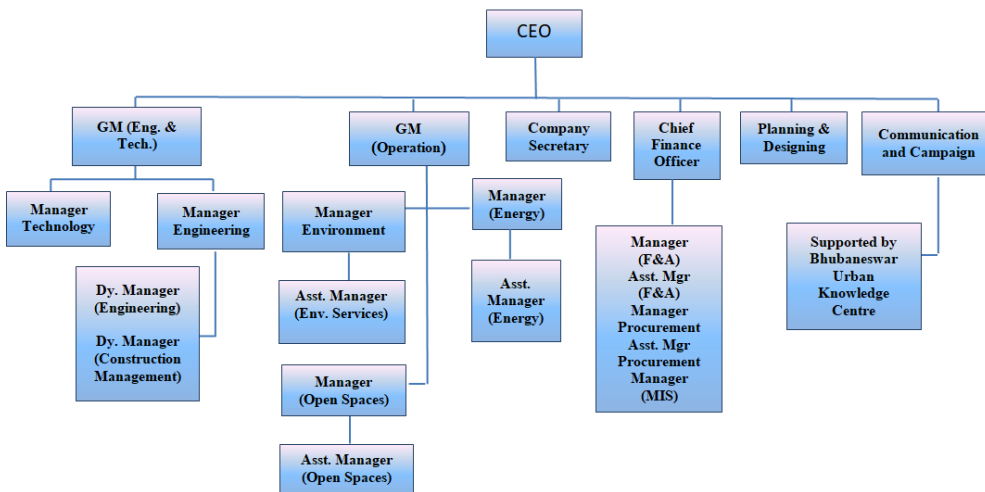 CEO
GM (Eng. &
Tech.)
GM
(Operation)
Company
Secretary
Chief
Finance
Officer
Planning &
Designing
Communication
and Campaign
Manager
Technology
Manager
Engineering
Manager
Environment
Manager
(Energy)
Dy. Manager
(Engineering)
Dy. Manager
(Construction
Management)
Asst. Manager
(Env. Services)
Asst.
Manager
(Energy)
Manager
(F&A)
Asst. Mgr
(F&A)
Manager
Procurement
Asst. Mgr
Procurement
Manager
(MIS)
Supported by
Bhubaneswar
Urban
Knowledge
Centre
Manager
(Open Spaces)
Asst. Manager
(Open Spaces)